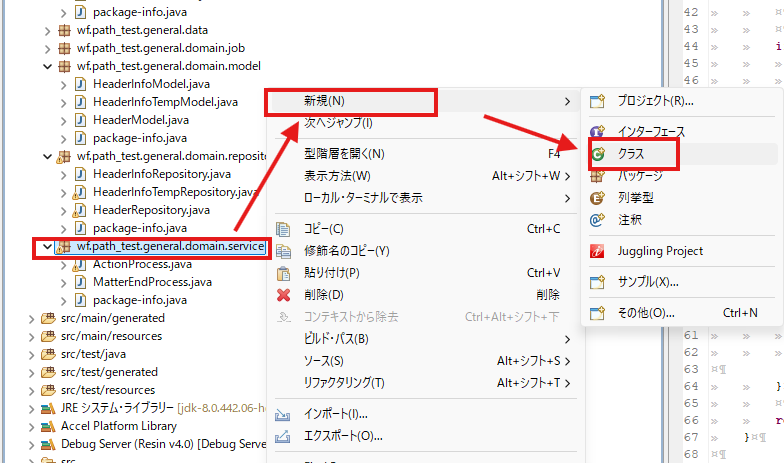 package-info.java
wf.path_test.general.data
wf.path_test.general.domain.job
wf.path_test.general.domain.model
HeaderInfoModel.java
HeaderInfoTempModel.java
HeaderModel.java
package-info.java
wf.path_test.general.domain.reposito
HeaderInfoRepository.java
HeaderInfoTempRepository.java
HeaderRepository.java
package-info.java
wf.path_test.general.domain.service
ActionProcess.java
MatterEndProcess.java
package-info.java
src/main/generated
src/main/resources
src/test/java
src/test/generated
src/test/resources
JRE システム・ライブラリー [jdk-8.0.442.06-h
Accel Platform Library
Debug Server (Resin v4.0) [Debug Serv
src
新規(N)
次へジャンプ(I)
型階層を開く(N) F4
表示方法(W) Alt+シフト+W
ローカル・ターミナルで表示
コピー(C) Ctrl+C
修飾名のコピー(Y)
貼り付け(P) Ctrl+V
削除(D) 削除
コンテキストから除去 Ctrl+Alt+シフト+下
ビルド・パス(B)
ソース(S) Alt+シフト+S
リファクタリング(T) Alt+シフト+T
インポート(I)...
エクスポート(O)...
プロジェクト(R)...
インターフェース
クラス
パッケージ
列挙型
注釈
Juggling Project
サンプル(X)...
その他(O)... Ctrl+N
42
43
44
45
46
61
62
63
64 }
65
66
67 }
68